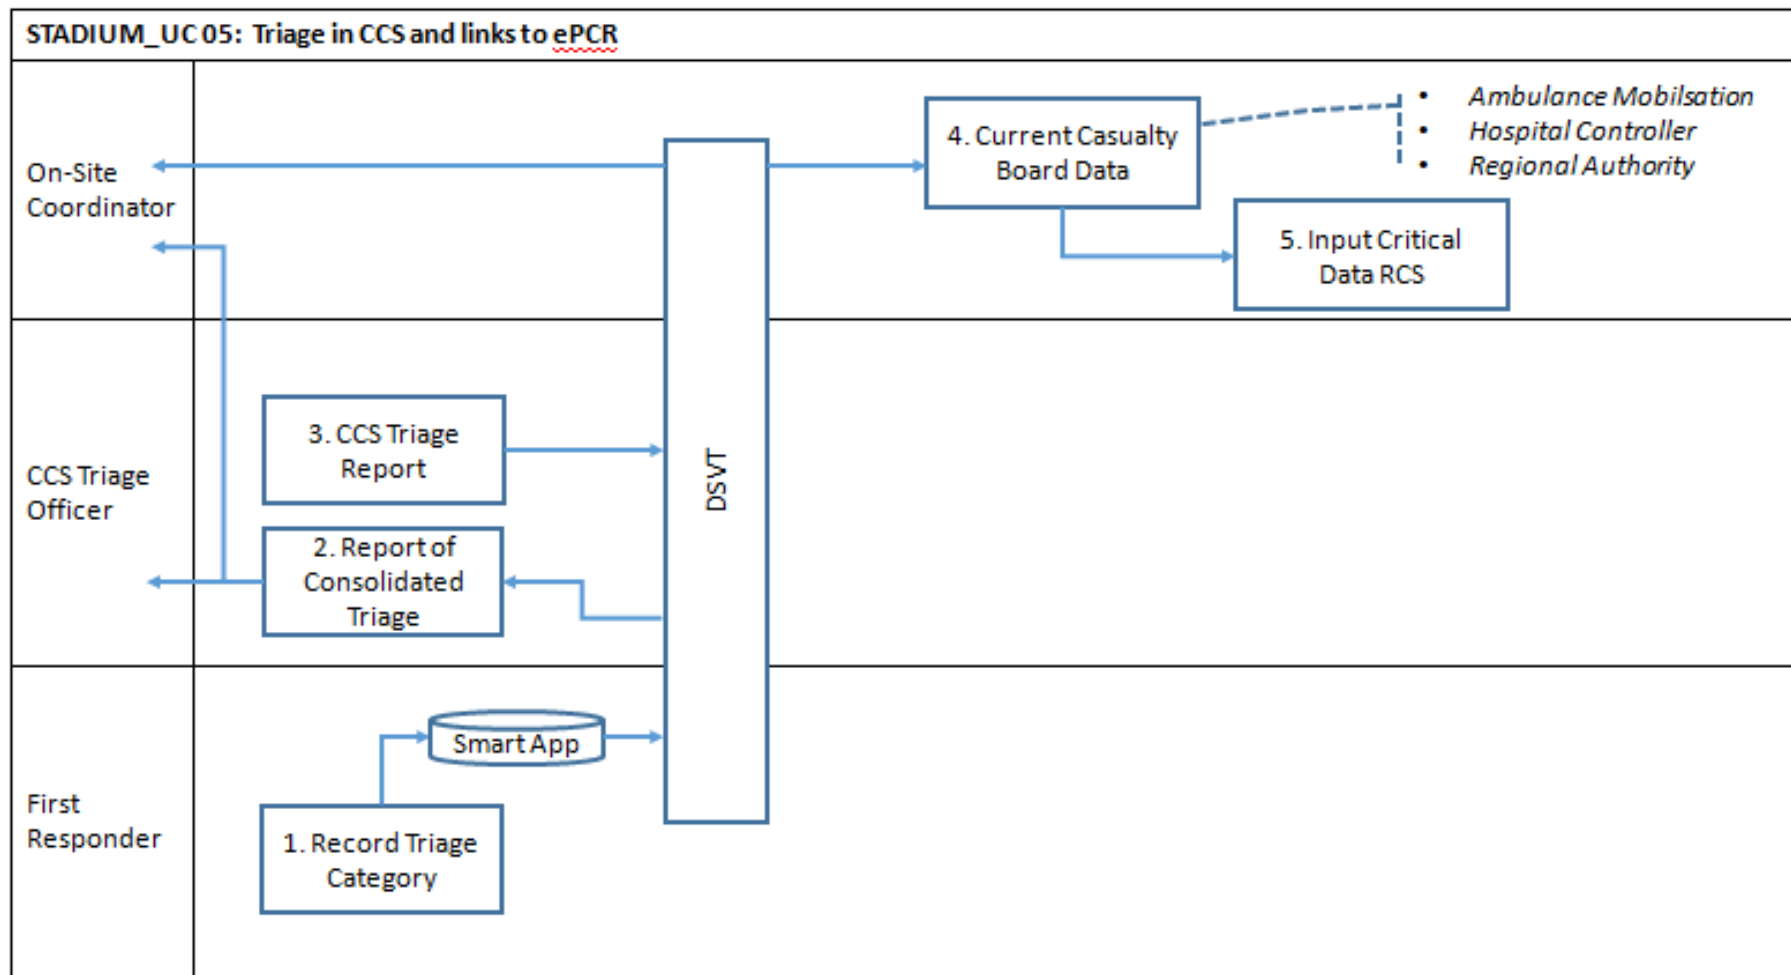 STADIUM_UC 05: Triage in CCS and links to ePCR
On-Site
Coordinator
4. Current Casualty
Board Data
• Ambulance Mobilsation
• Hospital Controller
• Regional Authority
5. Input Critical
Data RCS
CCS Triage
Officer
3. CCS Triage
Report
2. Report of
Consolidated
Triage
DSVT
First
Responder
Smart App
1. Record Triage
Category